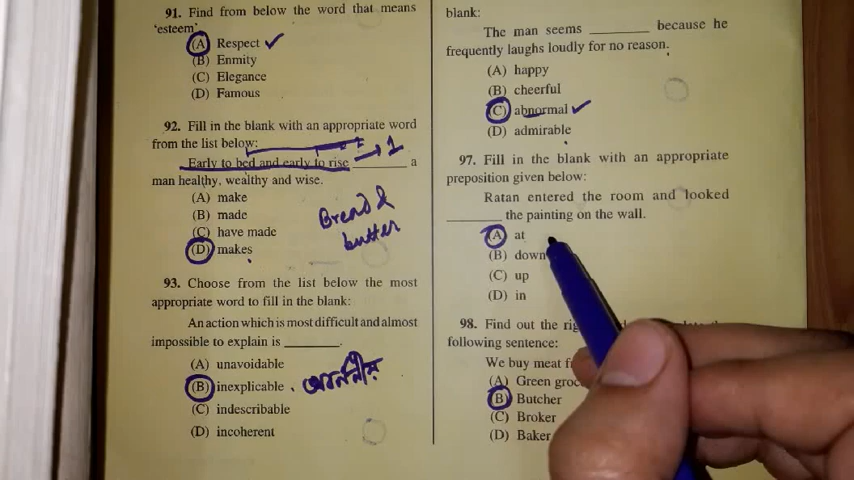 91. Find from below the word that means
'esteem'
(A) Respect
(B) Enmity
(C) Elegance
(D) Famous
92. Fill in the blank with an appropriate word
from the list below:
Early to bed and early to rise → 1 ________ a
man healthy, wealthy and wise.
(A) make
(B) made
(C) have made
(D) makes
Bread &
butter
93. Choose from the list below the most
appropriate word to fill in the blank:
An action which is most difficult and almost
impossible to explain is ________.
(A) unavoidable
(B) inexplicable
(C) indescribable
(D) incoherent
blank:
The man seems ________ because he
frequently laughs loudly for no reason.
(A) happy
(B) cheerful
(C) abnormal
(D) admirable
97. Fill in the blank with an appropriate
preposition given below:
Ratan entered the room and looked
________ the painting on the wall.
(A) at
(B) down
(C) up
(D) in
98. Find out the
following sentence:
We buy meat
(A) Green
(B) Butcher
(C) Broker
(D) Baker